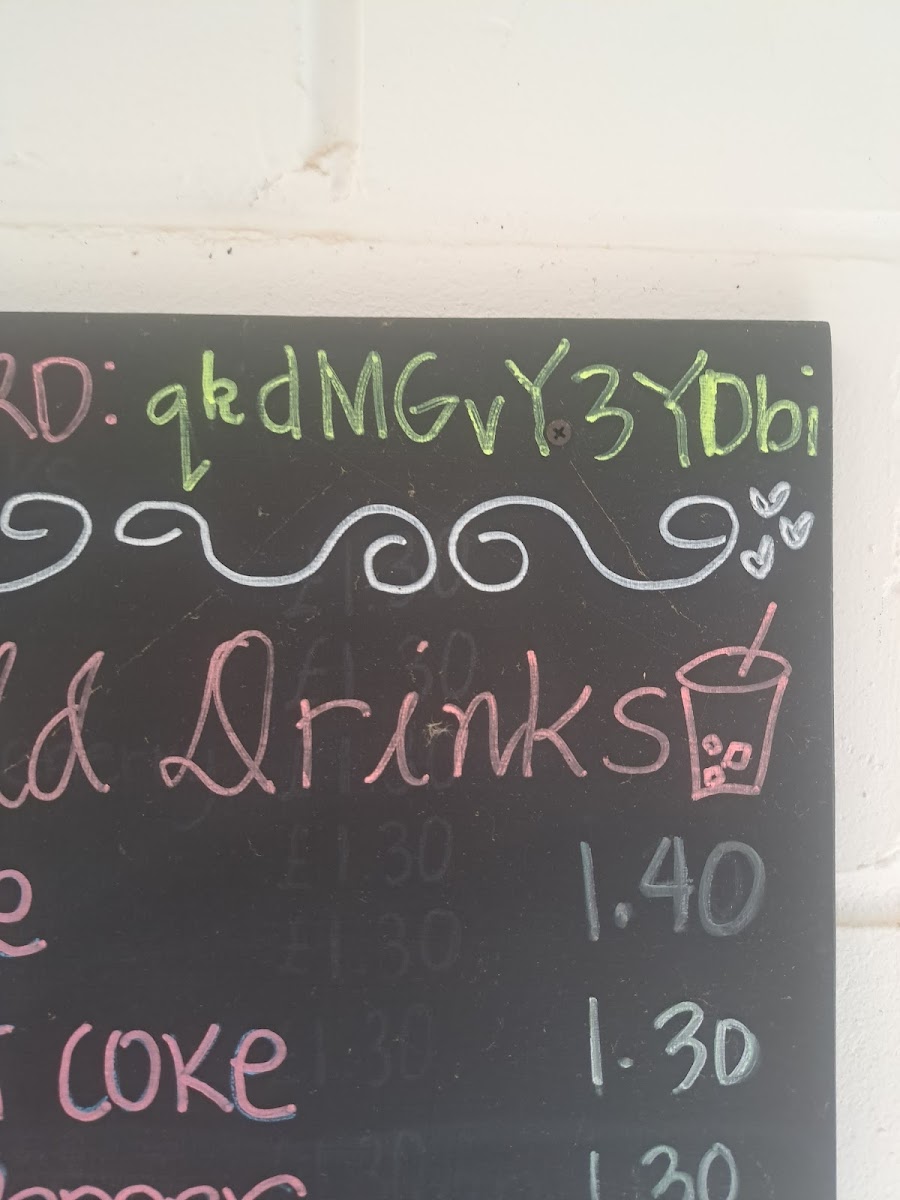 RD: qkdMGvY3YDbi
ld Drinks
e 1.40
t coke 1.30
1.30